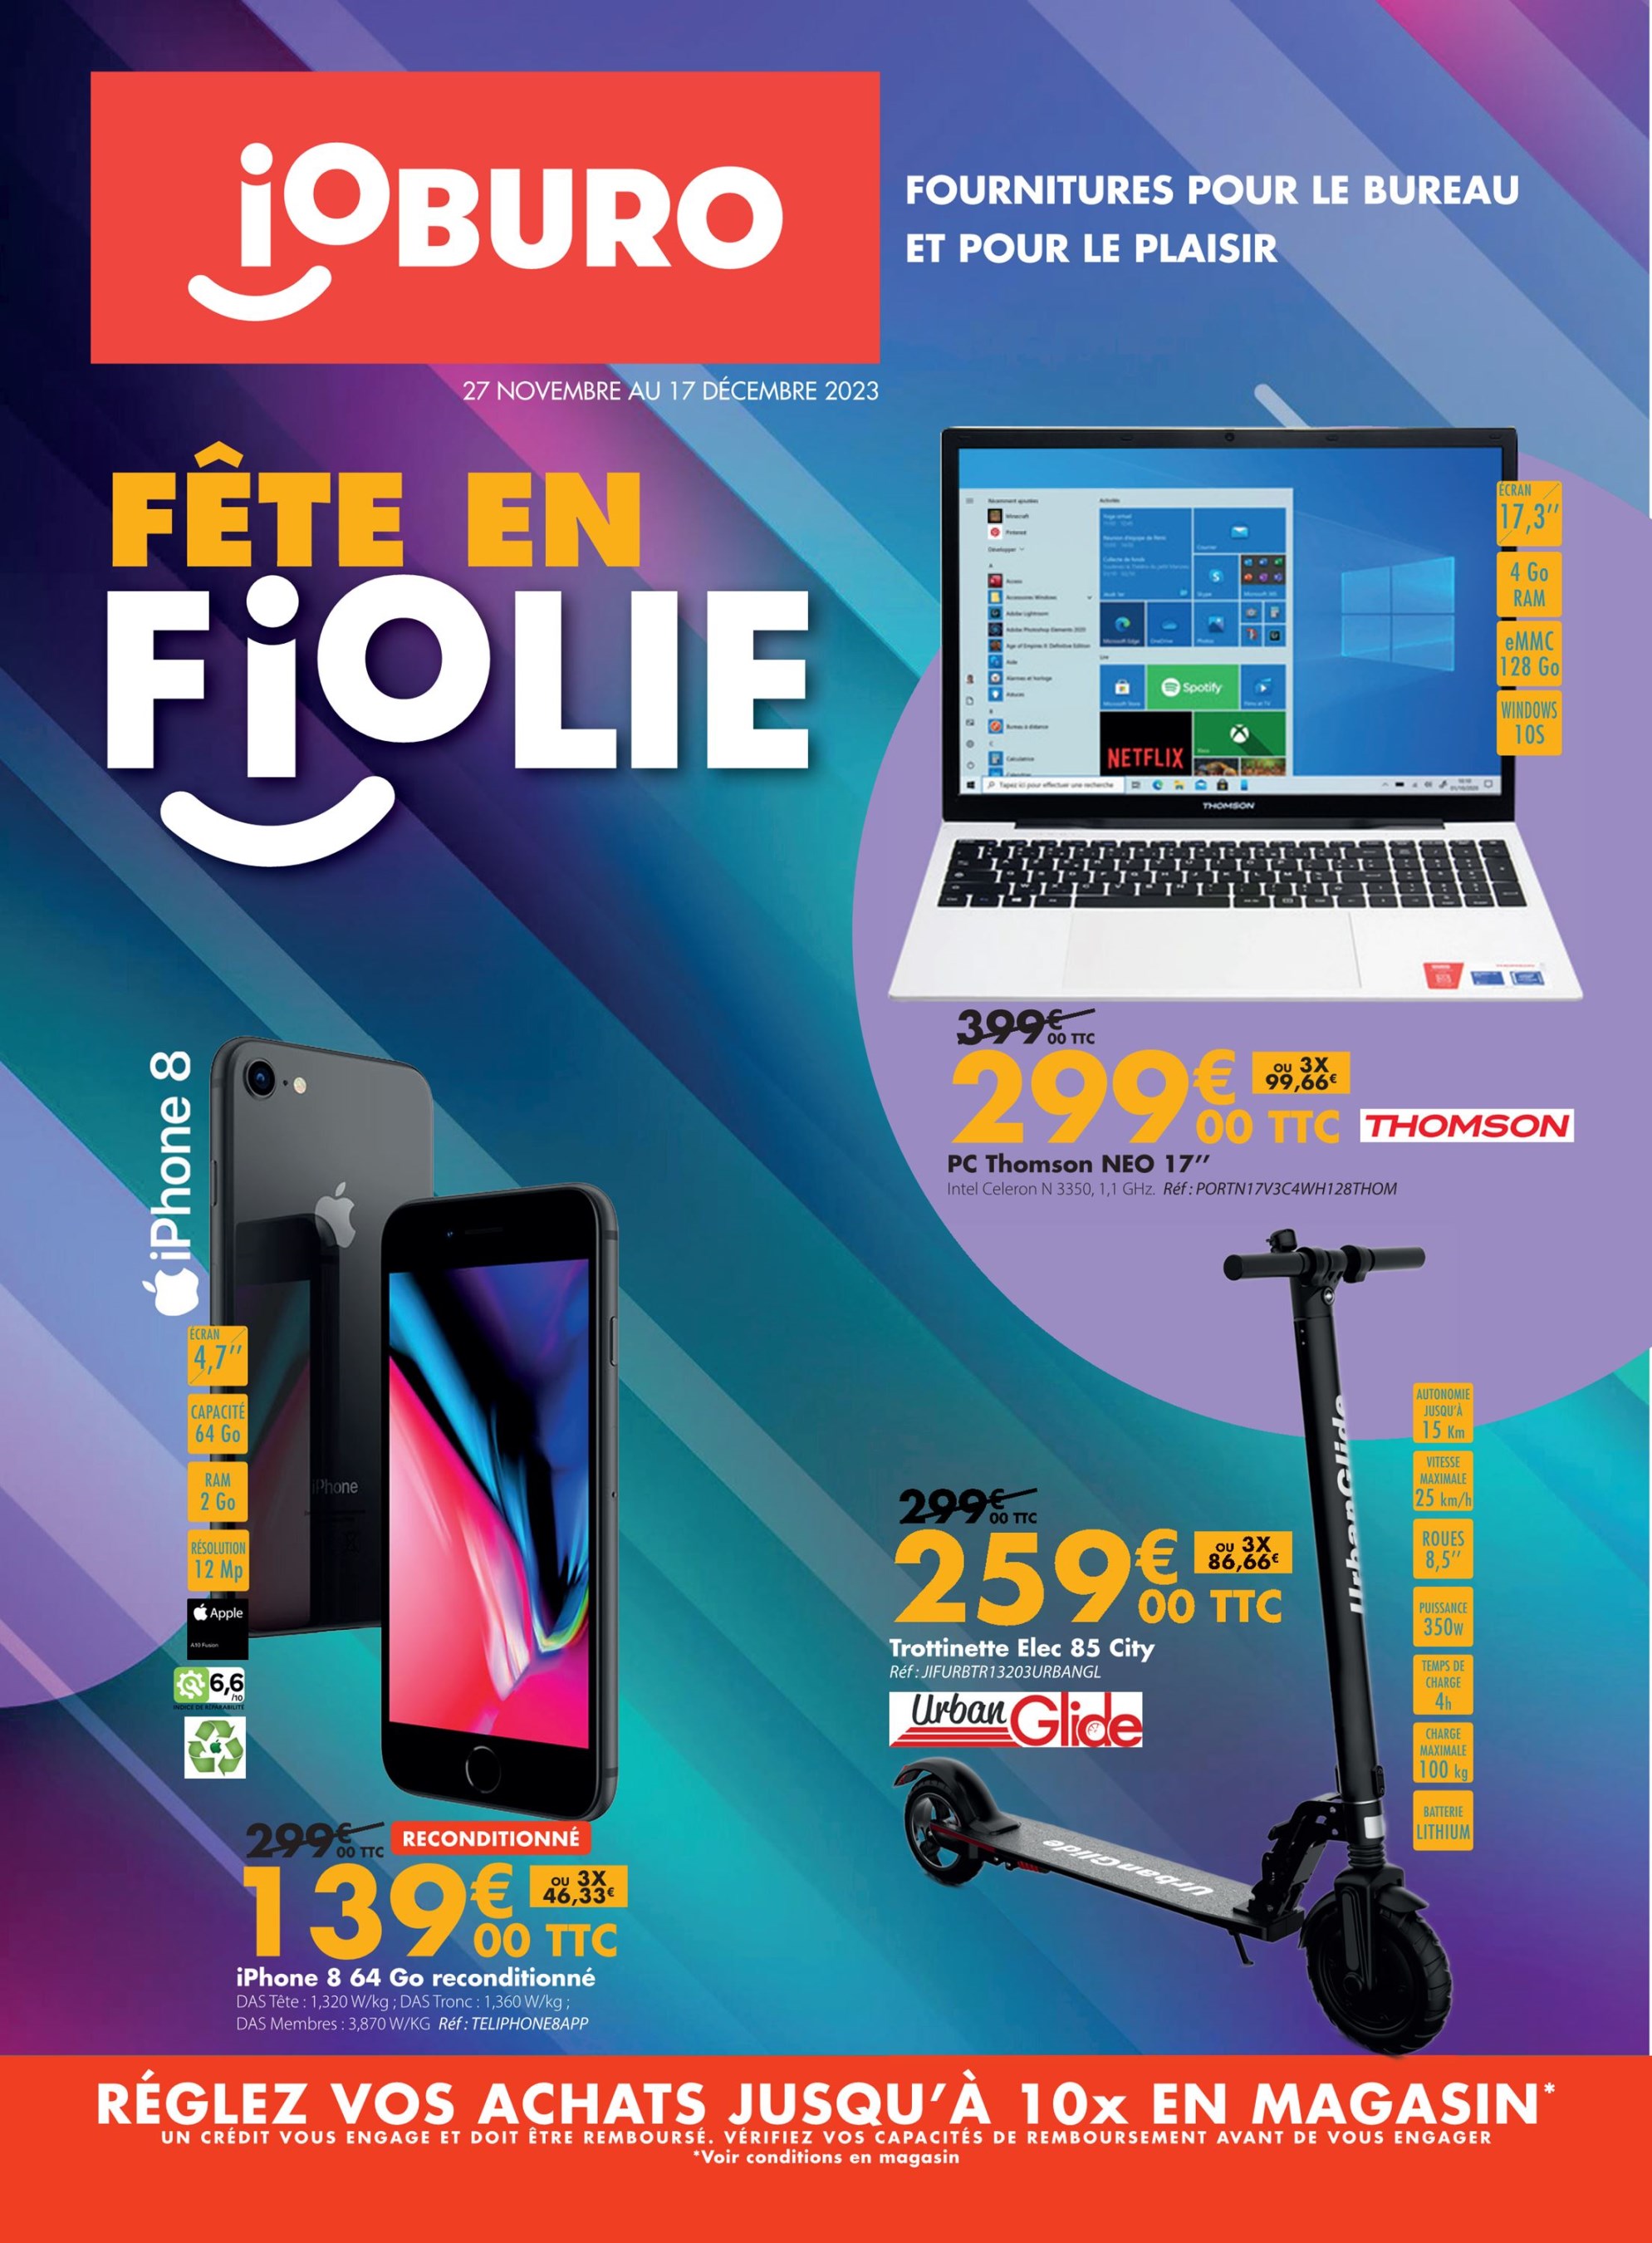 iOBURO
FOURNITURES POUR LE BUREAU
ET POUR LE PLAISIR
27 NOVEMBRE AU 17 DÉCEMBRE 2023
FÊTE EN
FiOLIE
ÉCRAN
17,3’’
4 Go
RAM
eMMC
128 Go
WINDOWS
10S
Spotify
NETFLIX
THOMSON
399€00 TTC
299€00 TTC
OU 3X
99,66€
THOMSON
PC Thomson NEO 17’’
Intel Celeron N 3350, 1,1 GHz. Réf : PORTN17V3C4WH128THOM
iPhone 8
iPhone
ÉCRAN
4,7’’
CAPACITÉ
64 Go
RAM
2 Go
RÉSOLUTION
12 Mp
Apple
A10 Fusion
6,6
/10
INDICE DE RÉPARABILITÉ
299€00 TTC
RECONDITIONNÉ
139€00 TTC
OU 3X
46,33€
iPhone 8 64 Go reconditionné
DAS Tête : 1,320 W/kg ; DAS Tronc : 1,360 W/kg ;
DAS Membres : 3,870 W/KG Réf : TELIPHONE8APP
299€00 TTC
259€00 TTC
OU 3X
86,66€
Trottinette Elec 85 City
Réf : JIFURBTR13203URBANGL
Urban Glide
UrbanGlide
UrbanGlide
AUTONOMIE
JUSQU'À
15 Km
VITESSE
MAXIMALE
25 km/h
ROUES
8,5’’
PUISSANCE
350W
TEMPS DE
CHARGE
4h
CHARGE
MAXIMALE
100 kg
BATTERIE
LITHIUM
RÉGLEZ VOS ACHATS JUSQU’À 10x EN MAGASIN*
UN CRÉDIT VOUS ENGAGE ET DOIT ÊTRE REMBOURSÉ. VÉRIFIEZ VOS CAPACITÉS DE REMBOURSEMENT AVANT DE VOUS ENGAGER
*Voir conditions en magasin